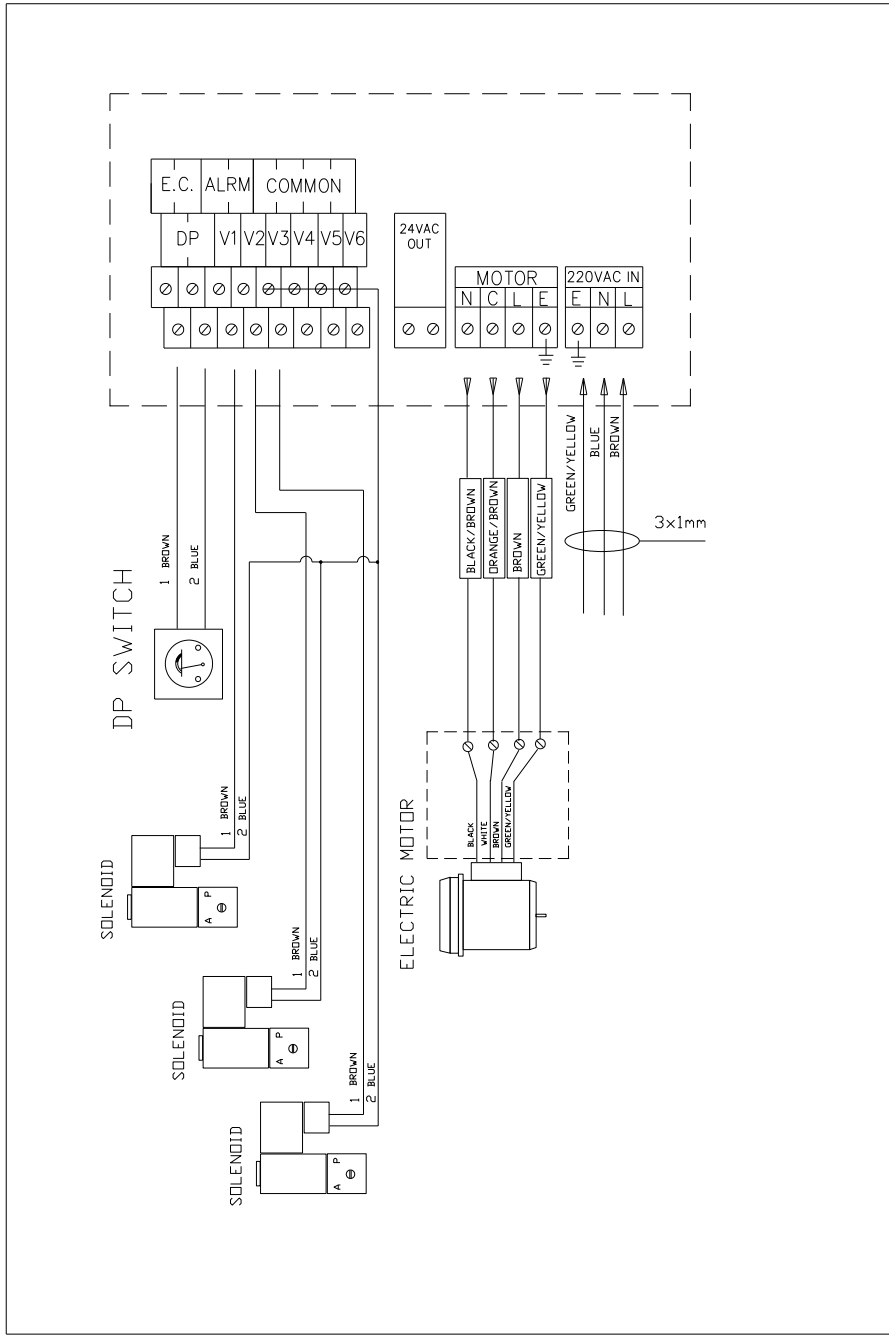 E.C. ALRM COMMON
DP V1 V2 V3 V4 V5 V6
24VAC
OUT
MOTOR
N C L E
220VAC IN
E N L
GREEN/YELLOW
BLUE
BROWN
3x1mm
BLACK/BROWN
ORANGE/BROWN
BROWN
GREEN/YELLOW
1 BROWN
2 BLUE
DP SWITCH
BLACK
WHITE
BROWN
GREEN/YELLOW
ELECTRIC MOTOR
1 BROWN
2 BLUE
SOLENOID
A P
1 BROWN
2 BLUE
SOLENOID
A P
1 BROWN
2 BLUE
SOLENOID
A P